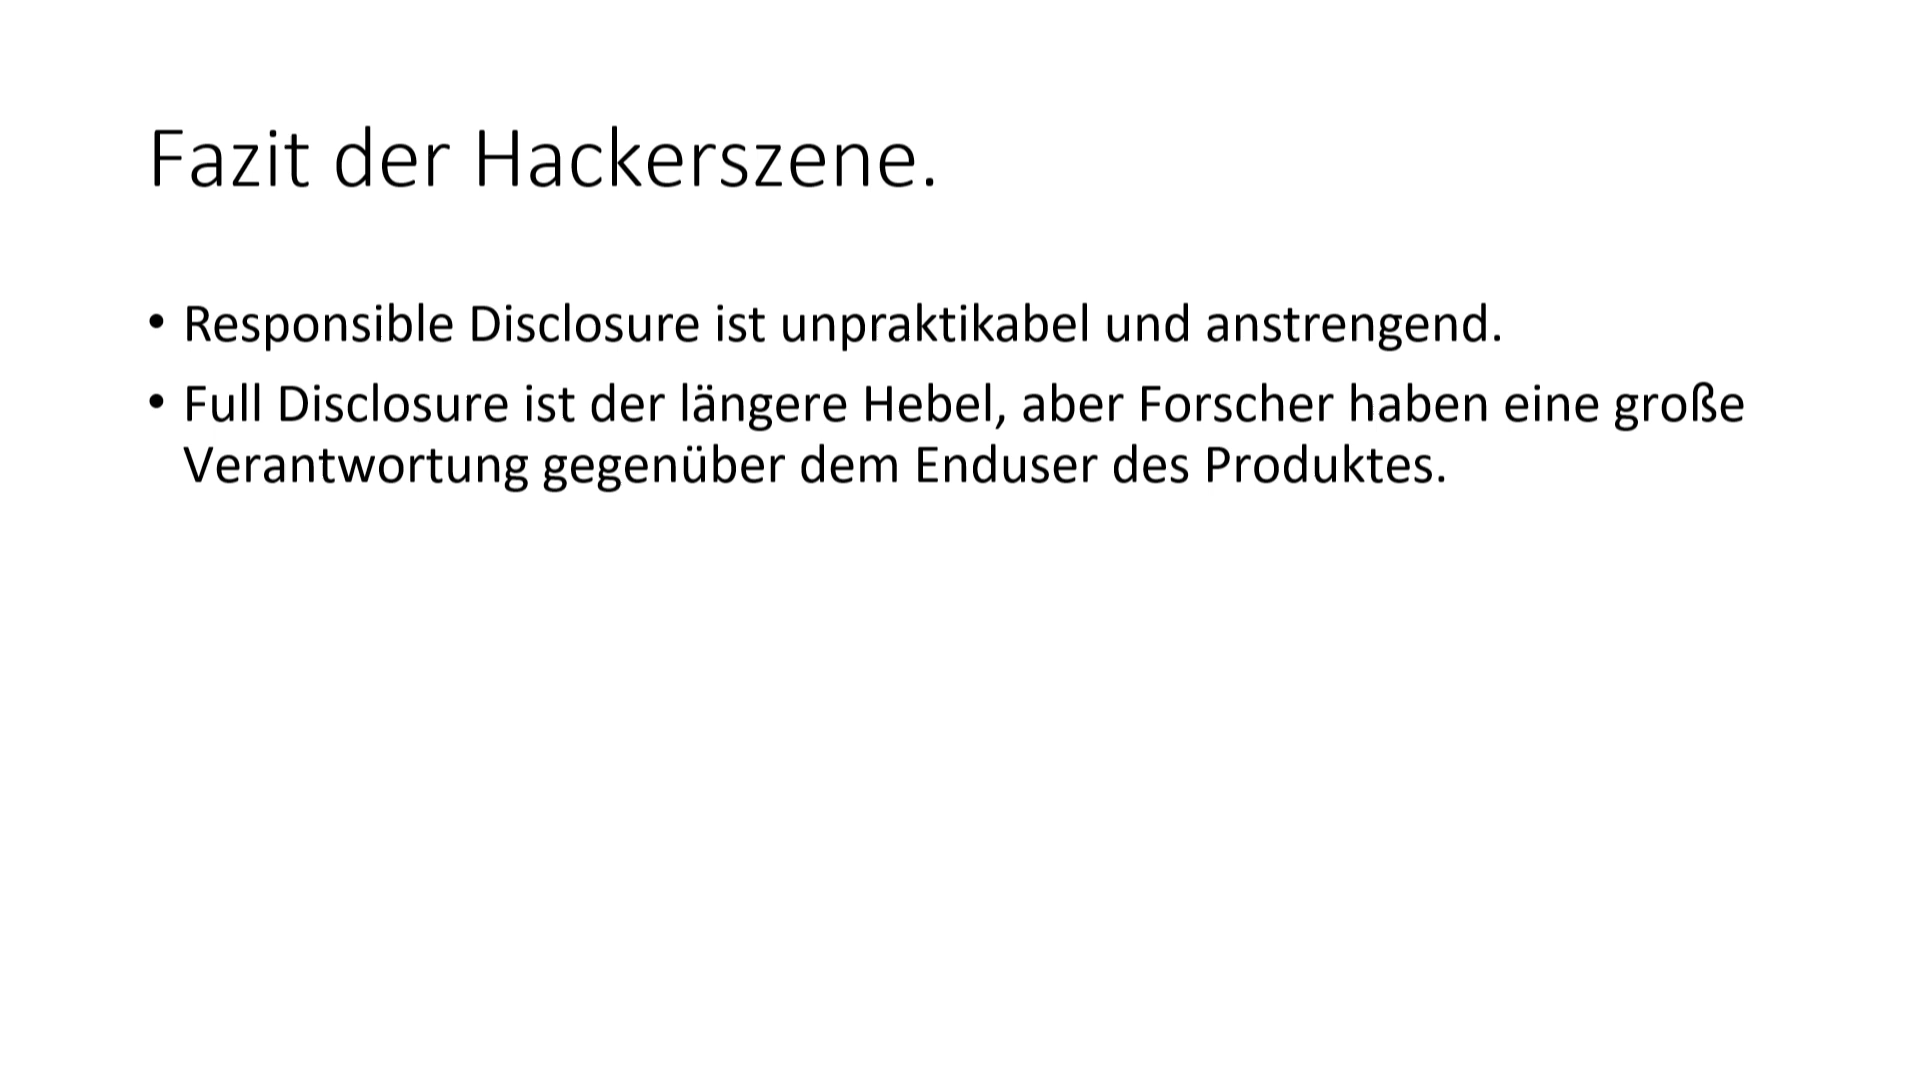 Fazit der Hackerszene.
• Responsible Disclosure ist unpraktikabel und anstrengend.
• Full Disclosure ist der längere Hebel, aber Forscher haben eine große
Verantwortung gegenüber dem Enduser des Produktes.